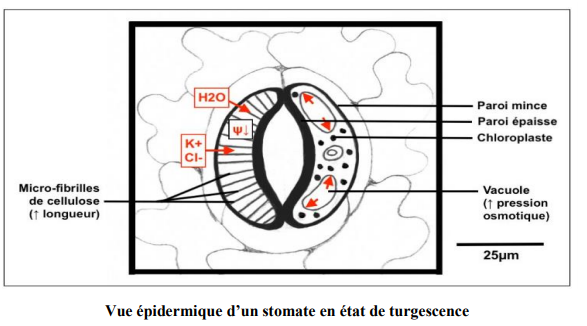 H2O
Ψ↓
K+
Cl-
Micro-fibrilles
de cellulose
(↑ longueur)
Paroi mince
Paroi épaisse
Chloroplaste
Vacuole
(↑ pression
osmotique)
25µm
Vue épidermique d’un stomate en état de turgescence